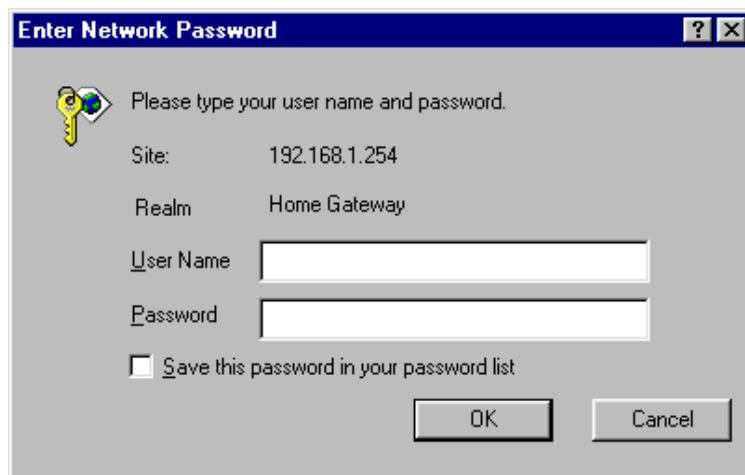 Enter Network Password
Please type your user name and password.
Site: 192.168.1.254
Realm Home Gateway
User Name
Password
Save this password in your password list
OK Cancel